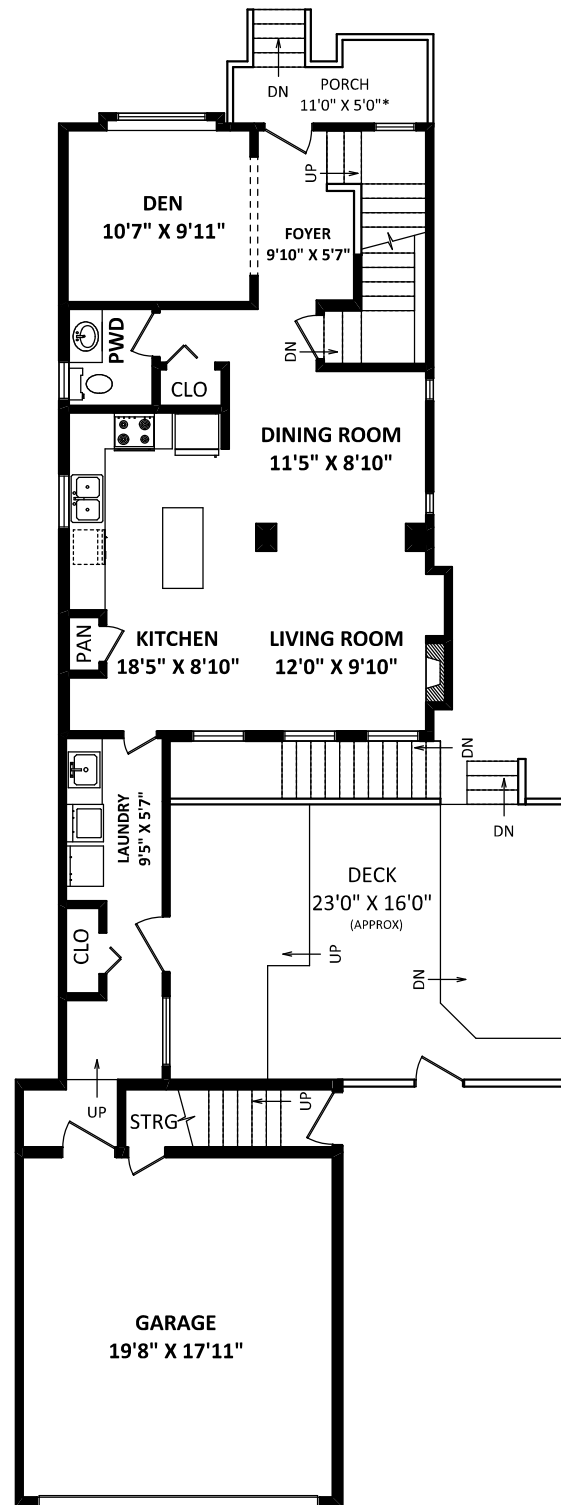 DN
PORCH
11'0" X 5'0"*
UP
DEN
10'7" X 9'11"
FOYER
9'10" X 5'7"
PWD
DN
CLO
DINING ROOM
11'5" X 8'10"
PAN
KITCHEN
18'5" X 8'10"
LIVING ROOM
12'0" X 9'10"
DN
DN
LAUNDRY
9'5" X 5'7"
DECK
23'0" X 16'0"
(APPROX)
CLO
UP
DN
UP
STRG
UP
GARAGE
19'8" X 17'11"